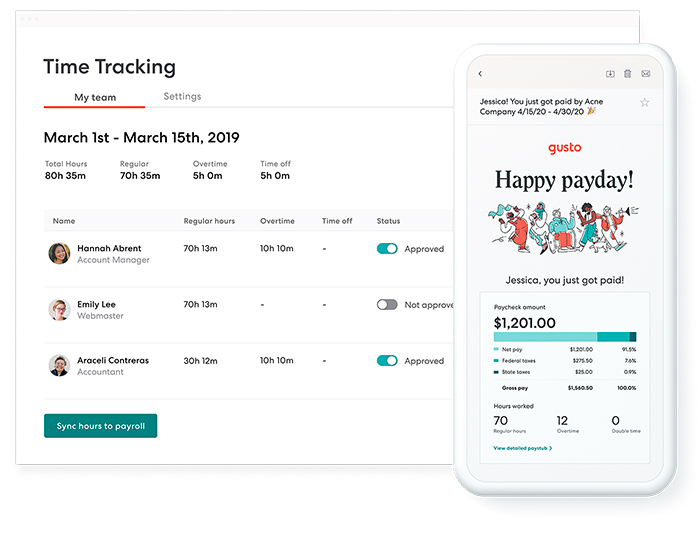 Time Tracking
My team
Settings
March 1st - March 15th, 2019
Total Hours Regular Overtime Time off
80h 35m 70h 35m 5h 0m 5h 0m
Name Regular hours Overtime Time off Status
Hannah Abrent
Account Manager
70h 13m 10h 10m - Approved
Emily Lee
Webmaster
70h 13m - - Not approve
Araceli Contreras
Accountant
30h 12m 10h 10m - Approved
Sync hours to payroll
Jessica! You just got paid by Acne
Company 4/15/20 - 4/30/20 🎉
gusto
Happy payday!
Jessica, you just got paid!
Paycheck amount
$1,201.00
Net pay $1,201.00 91.5%
Federal taxes $275.50 7.6%
State taxes $25.00 0.9%
Gross pay $1,560.50 100.0%
Hours worked
70 12 0
Regular hours Overtime Double time
View detailed paystub >